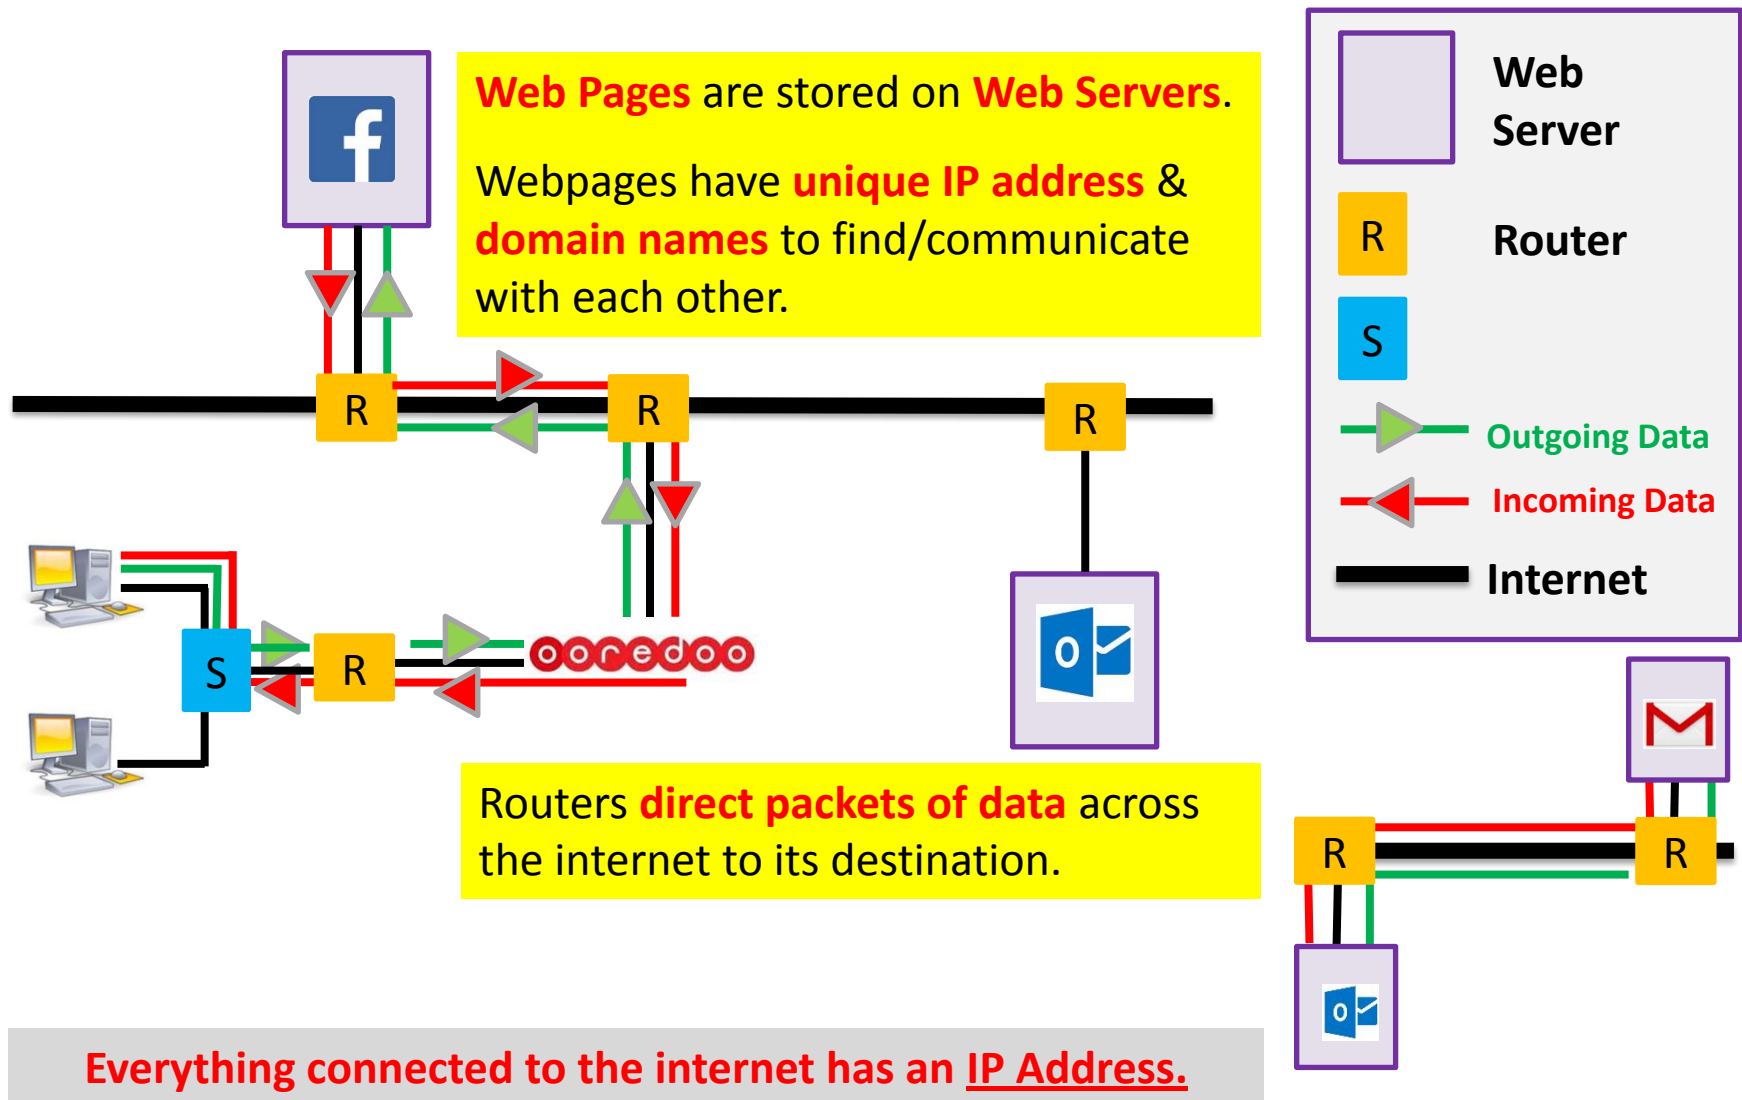 Web Pages are stored on Web Servers.
Webpages have unique IP address &
domain names to find/communicate
with each other.
Web
Server
R
Router
S
Outgoing Data
Incoming Data
Internet
f
R
R
R
S
R
ooredoo
O
Routers direct packets of data across
the internet to its destination.
M
R
R
O
Everything connected to the internet has an IP Address.